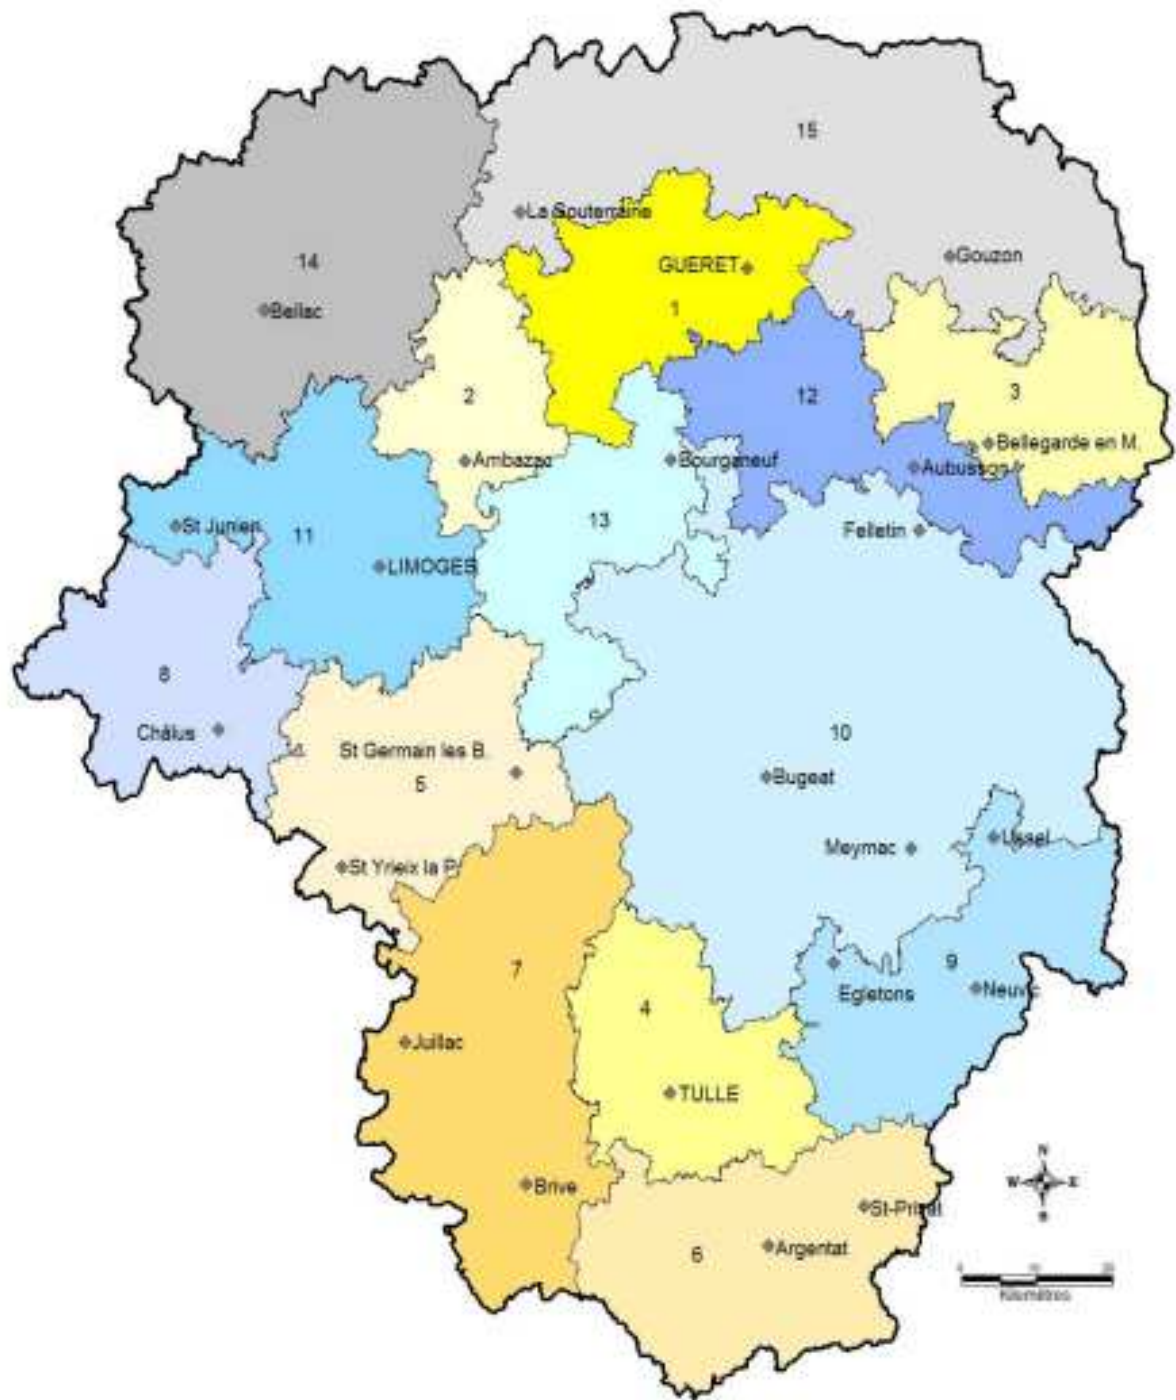 15
La Souterraine
GUERET
Gouzon
14
Bellac
1
2
12
3
Ambazac
Bourganeuf
Bellegarde en M.
Aubusson
St Junien
11
13
Felletin
LIMOGES
8
Châlus
St Germain les B.
5
10
Bugeat
Ussel
Meymac
St Yrieix la P
7
9
Egletons
Neuvic
4
Juillac
TULLE
N
W E
S
Brive
St-Privat
6
Argentat
Kilomètres